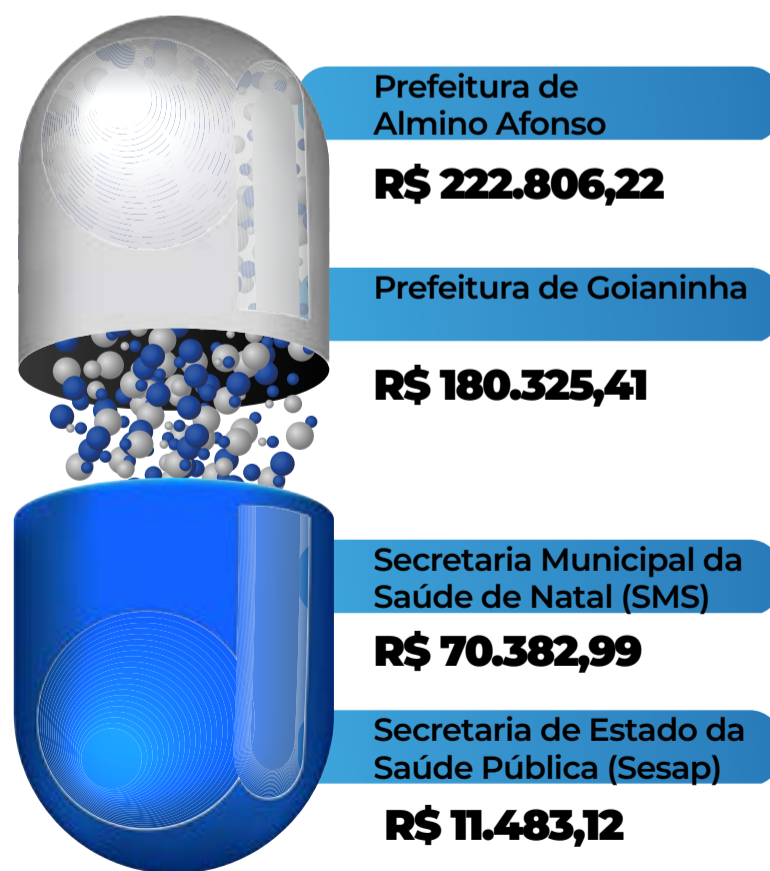 Prefeitura de
Almino Afonso
R$ 222.806,22
Prefeitura de Goianinha
R$ 180.325,41
Secretaria Municipal da
Saúde de Natal (SMS)
R$ 70.382,99
Secretaria de Estado da
Saúde Pública (Sesap)
R$ 11.483,12